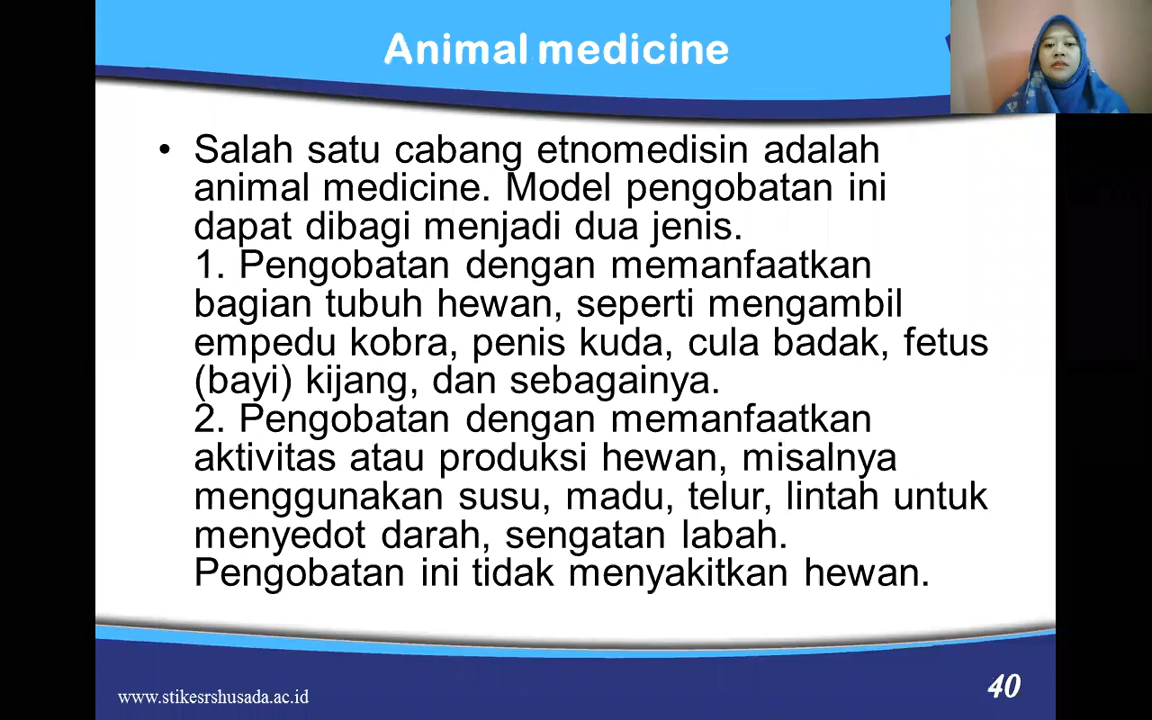 Animal medicine
• Salah satu cabang etnomedisin adalah
animal medicine. Model pengobatan ini
dapat dibagi menjadi dua jenis.
1. Pengobatan dengan memanfaatkan
bagian tubuh hewan, seperti mengambil
empedu kobra, penis kuda, cula badak, fetus
(bayi) kijang, dan sebagainya.
2. Pengobatan dengan memanfaatkan
aktivitas atau produksi hewan, misalnya
menggunakan susu, madu, telur, lintah untuk
menyedot darah, sengatan labah.
Pengobatan ini tidak menyakitkan hewan.
www.stikesrshusada.ac.id
40